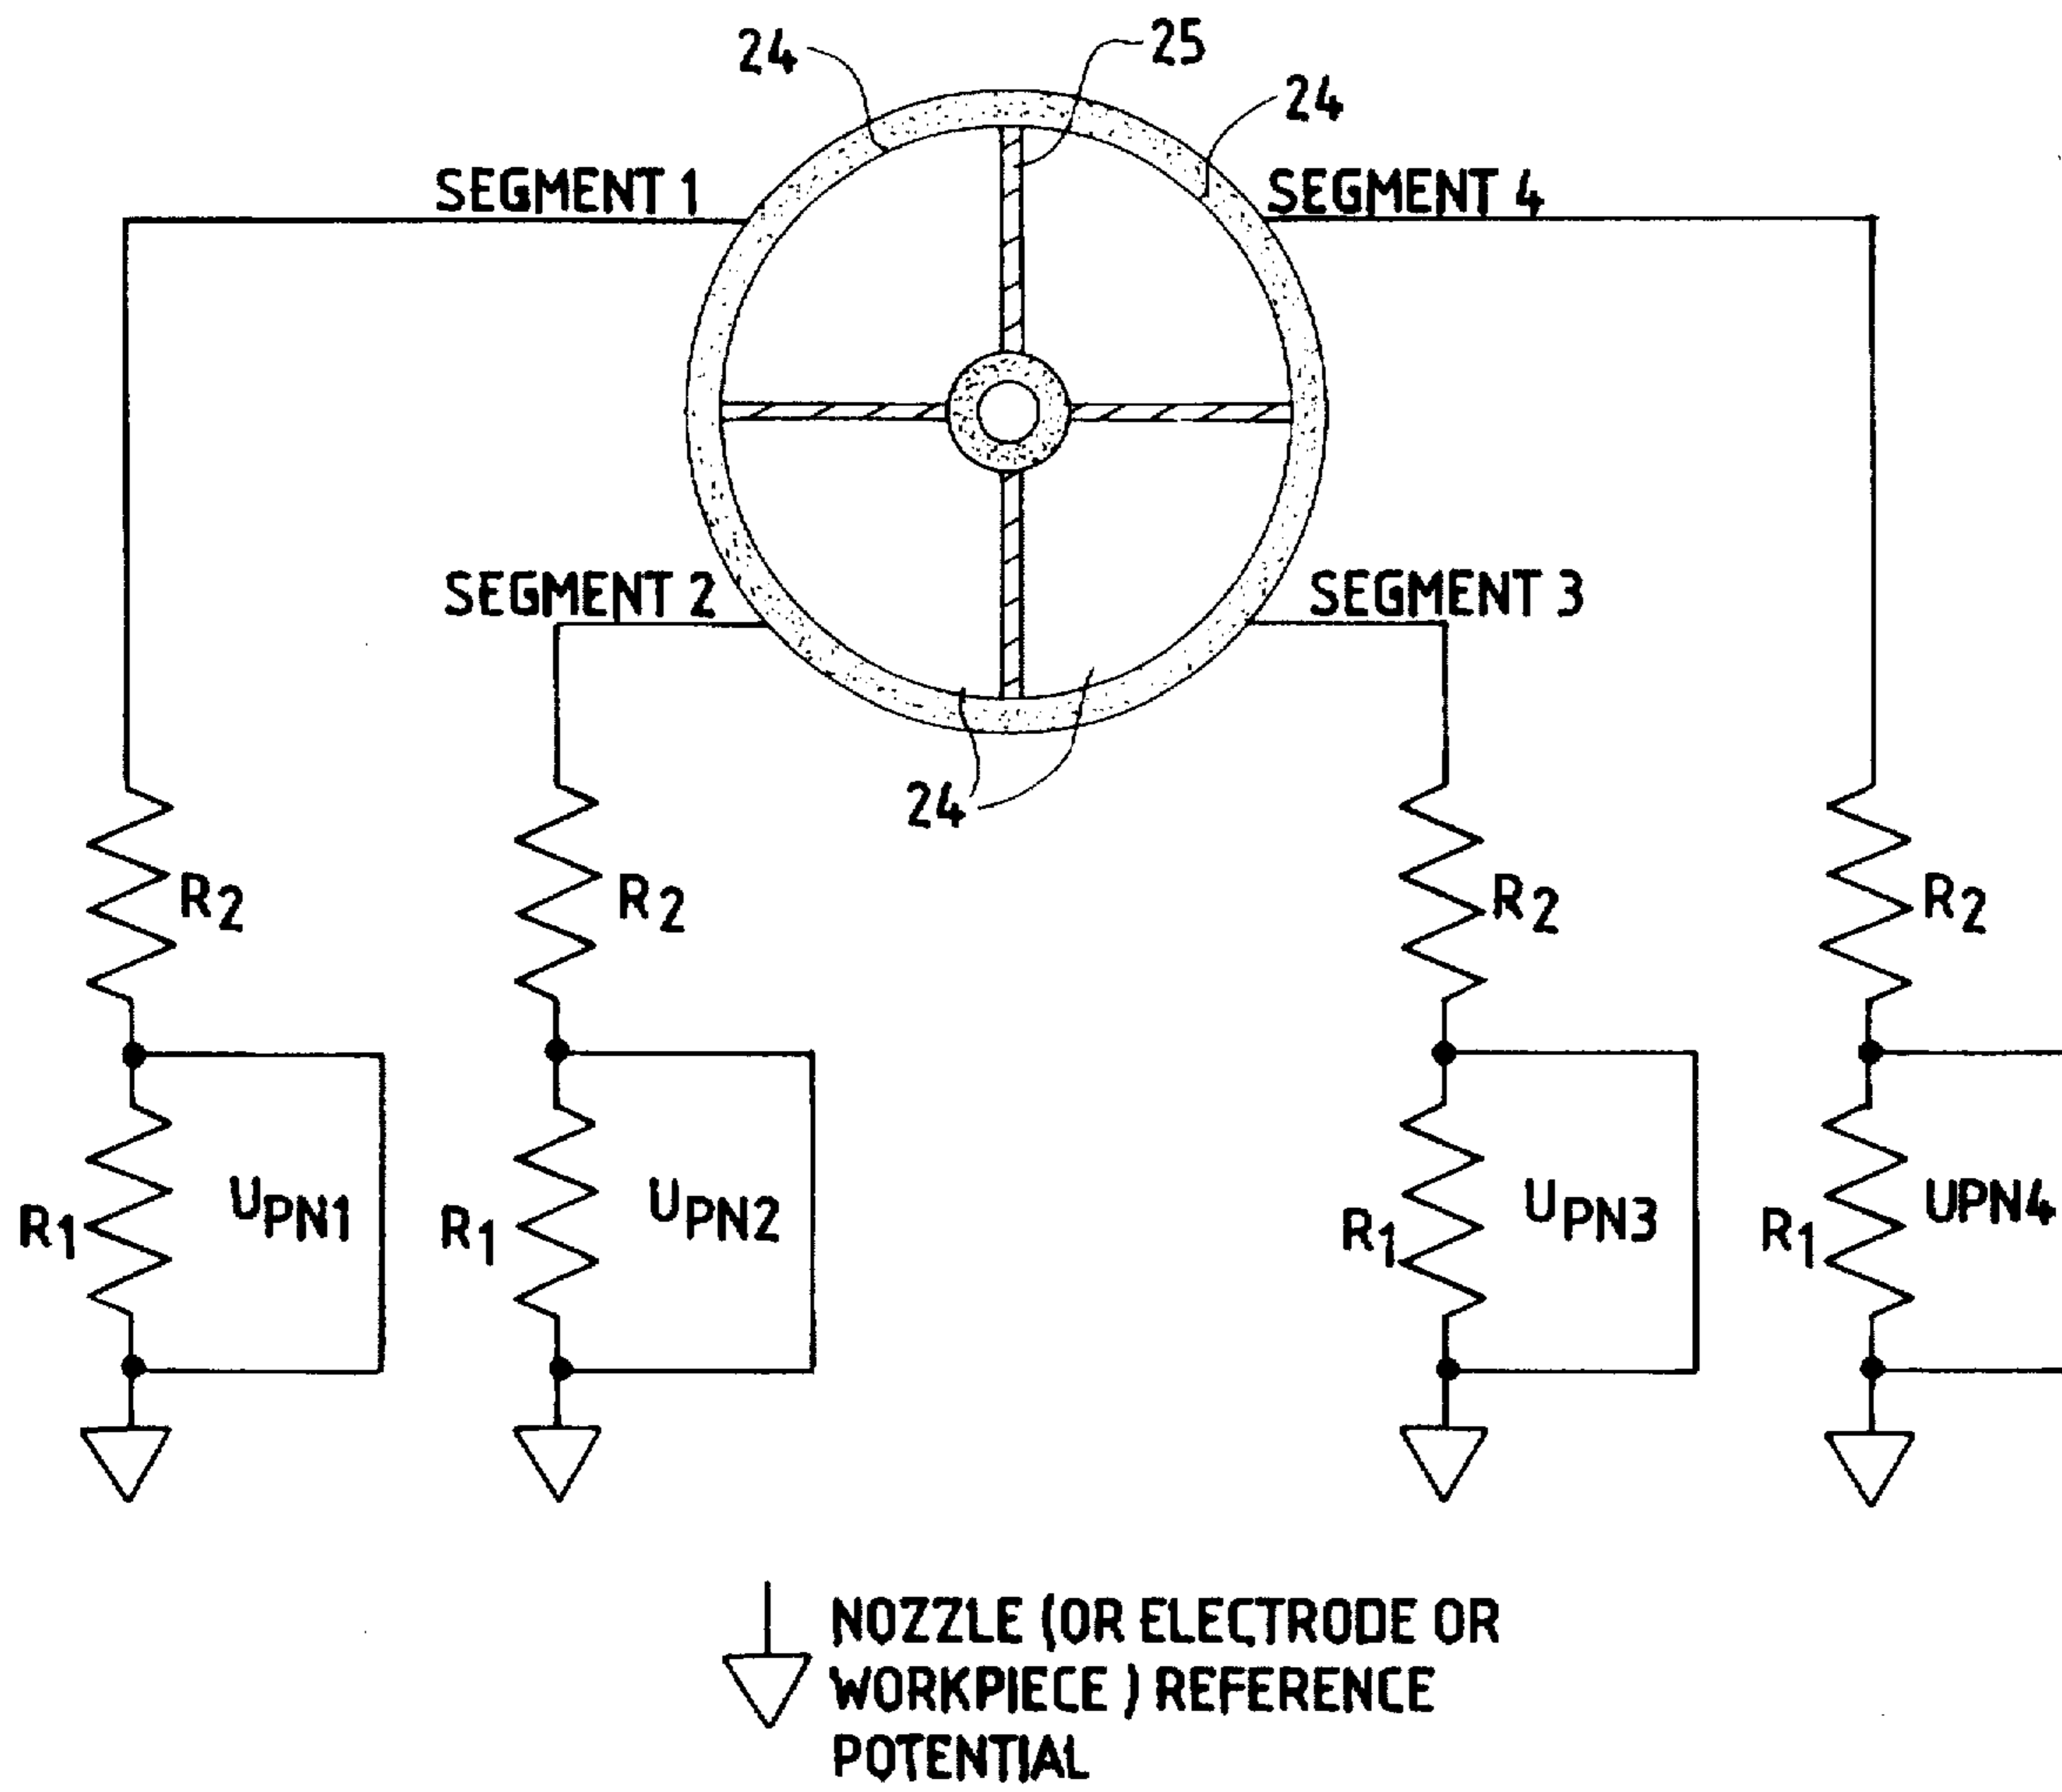 24
25
24
SEGMENT 1
SEGMENT 4
SEGMENT 2
SEGMENT 3
24
R2
R2
R2
R2
R1
UPN1
R1
UPN2
R1
UPN3
R1
UPN4
NOZZLE (OR ELECTRODE OR
WORKPIECE ) REFERENCE
POTENTIAL